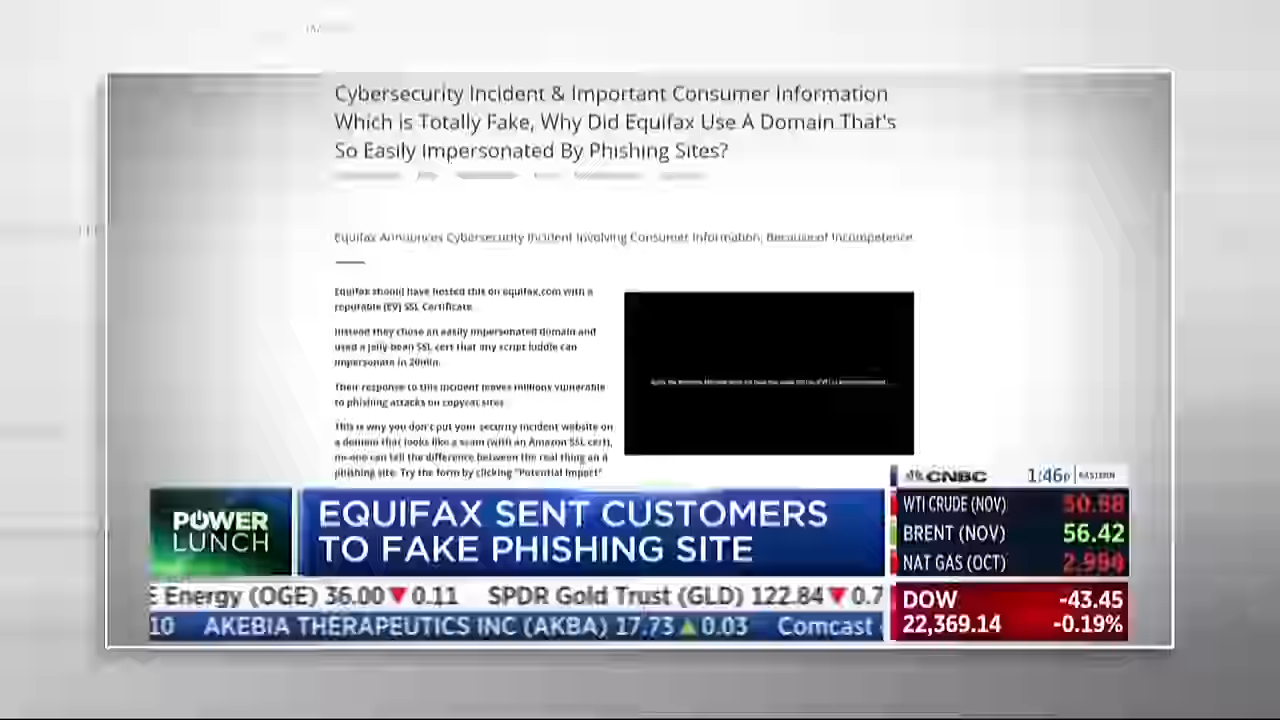 Cybersecurity Incident & Important Consumer Information
Which is Totally Fake, Why Did Equifax Use A Domain That's
So Easily Impersonated By Phishing Sites?
Equifax Announces Cybersecurity Incident Involving Consumer Information, Because of Incompetence
Equifax should have hosted this on equifax.com with a
reputable (EV) SSL Certificate.
Instead they chose an easily impersonated domain and
used a jelly-bean SSL cert that any script kiddie can
impersonate in 20min.
Their response to this incident leaves millions vulnerable
to phishing attacks on copycat sites
This is why you don't put your security incident website on
a domain that looks like a scam (with an Amazon SSL cert),
no-one can tell the difference between the real thing an a
phishing site. Try the form by clicking "Potential Impact"
CNBC 1:46P EASTERN
POWER
LUNCH
EQUIFAX SENT CUSTOMERS
TO FAKE PHISHING SITE
WTI CRUDE (NOV)
BRENT (NOV) 56.42
NAT GAS (OCT)
E Energy (OGE) 36.00 ▼ 0.11 SPDR Gold Trust (GLD) 122.84 ▼ 0.7
10 AKEBIA THERAPEUTICS INC (AKBA) 17.73 ▲ 0.03 Comcast
DOW -43.45
22,369.14 -0.19%